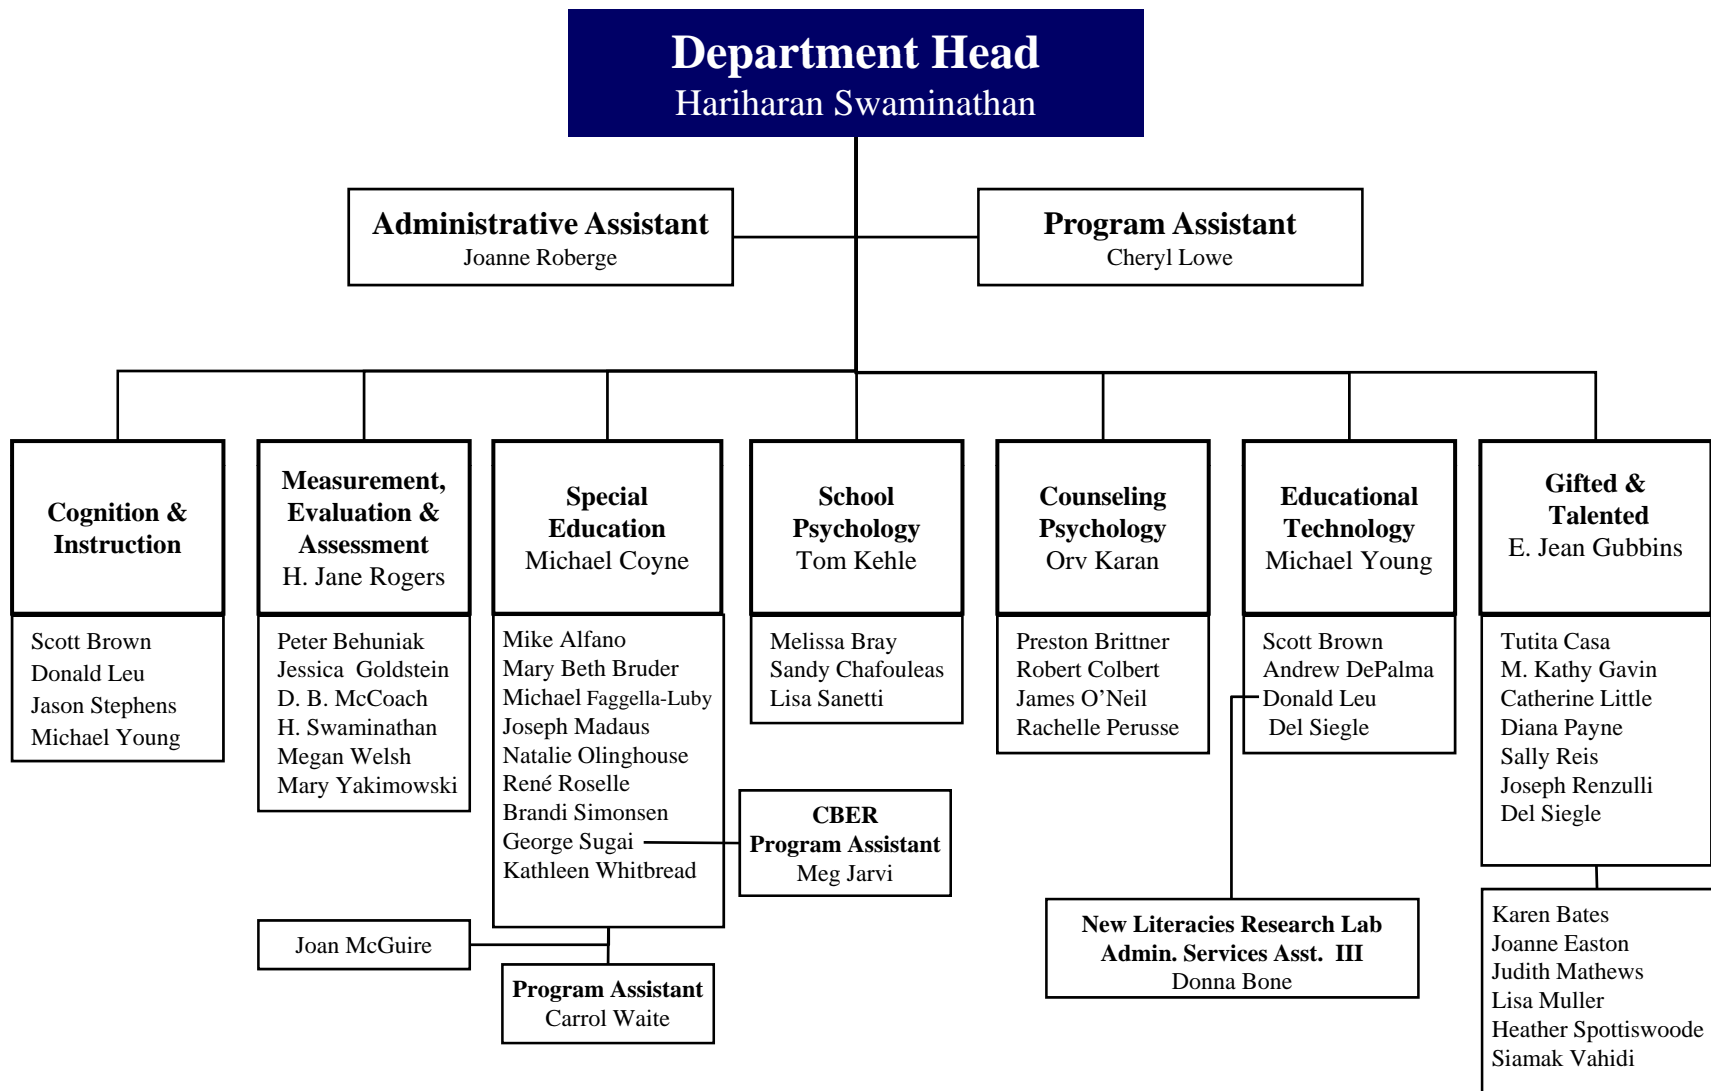 Department Head
Hariharan Swaminathan
Administrative Assistant
Joanne Roberge
Program Assistant
Cheryl Lowe
Cognition &
Instruction
Scott Brown
Donald Leu
Jason Stephens
Michael Young
Measurement,
Evaluation &
Assessment
H. Jane Rogers
Peter Behuniak
Jessica Goldstein
D. B. McCoach
H. Swaminathan
Megan Welsh
Mary Yakimowski
Special
Education
Michael Coyne
Mike Alfano
Mary Beth Bruder
Michael Faggella-Luby
Joseph Madaus
Natalie Olinghouse
René Roselle
Brandi Simonsen
George Sugai
Kathleen Whitbread
CBER
Program Assistant
Meg Jarvi
Joan McGuire
Program Assistant
Carrol Waite
School
Psychology
Tom Kehle
Melissa Bray
Sandy Chafouleas
Lisa Sanetti
Counseling
Psychology
Orv Karan
Preston Brittner
Robert Colbert
James O’Neil
Rachelle Perusse
Educational
Technology
Michael Young
Scott Brown
Andrew DePalma
Donald Leu
Del Siegle
New Literacies Research Lab
Admin. Services Asst. III
Donna Bone
Gifted &
Talented
E. Jean Gubbins
Tutita Casa
M. Kathy Gavin
Catherine Little
Diana Payne
Sally Reis
Joseph Renzulli
Del Siegle
Karen Bates
Joanne Easton
Judith Mathews
Lisa Muller
Heather Spottiswoode
Siamak Vahidi